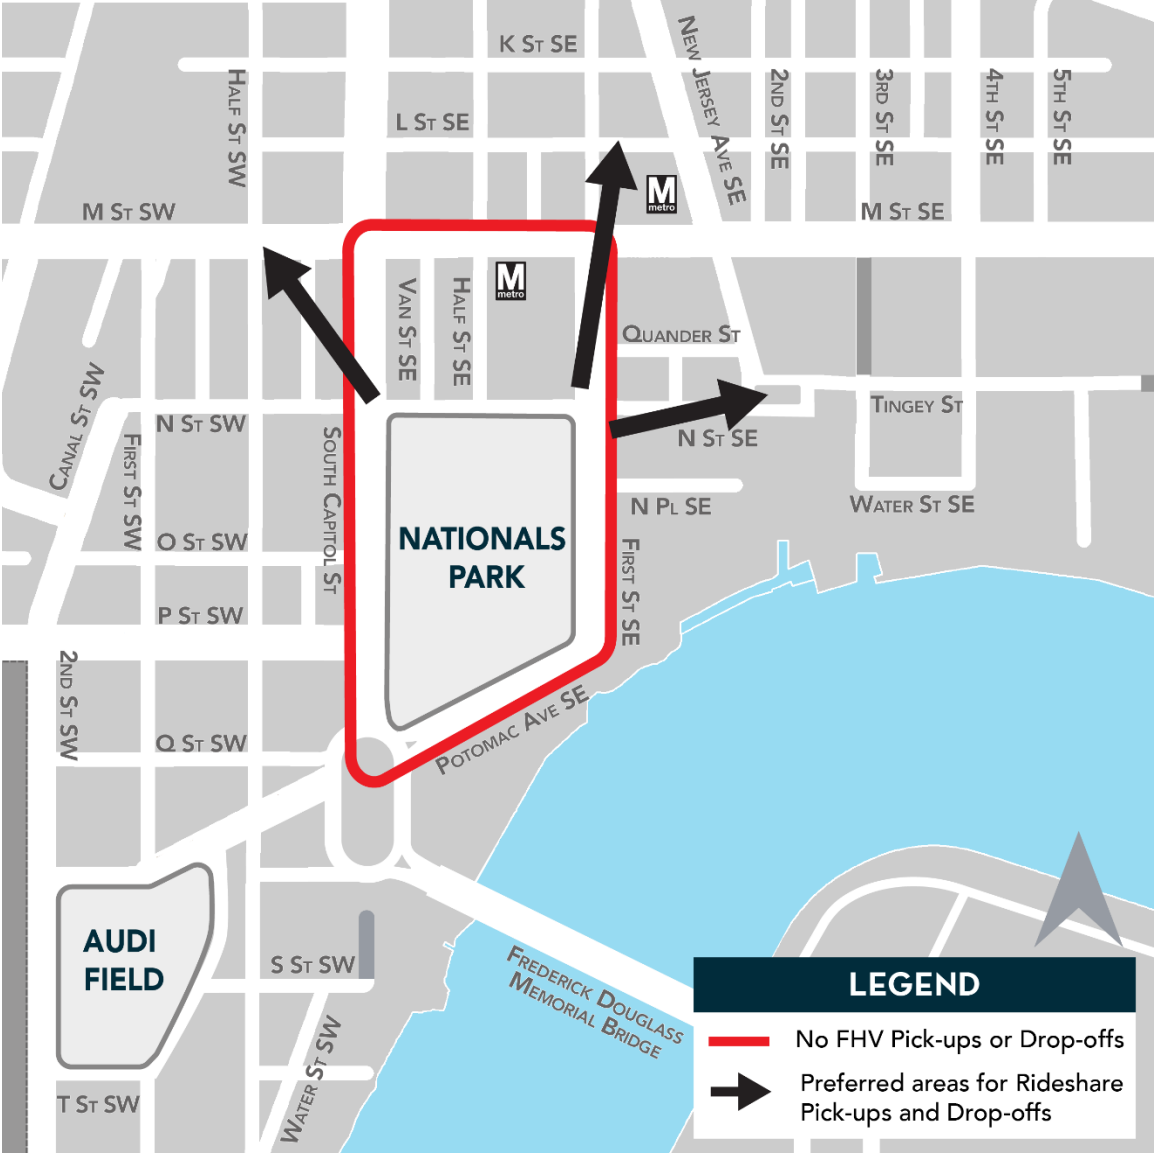 K ST SE
NEW JERSEY AVE SE
HALF ST SW
2ND ST SE
3RD ST SE
4TH ST SE
5TH ST SE
L ST SE
M ST SW
M
metro
M ST SE
M
metro
VAN ST SE
HALF ST SE
QUANDER ST
CANAL ST SW
N ST SW
TINGEY ST
FIRST ST SW
SOUTH CAPITOL ST
N ST SE
N PL SE
WATER ST SE
O ST SW
NATIONALS
PARK
FIRST ST SE
P ST SW
2ND ST SW
Q ST SW
POTOMAC AVE SE
AUDI
FIELD
S ST SW
FREDERICK DOUGLASS
MEMORIAL BRIDGE
WATER ST SW
T ST SW
LEGEND
No FHV Pick-ups or Drop-offs
Preferred areas for Rideshare
Pick-ups and Drop-offs